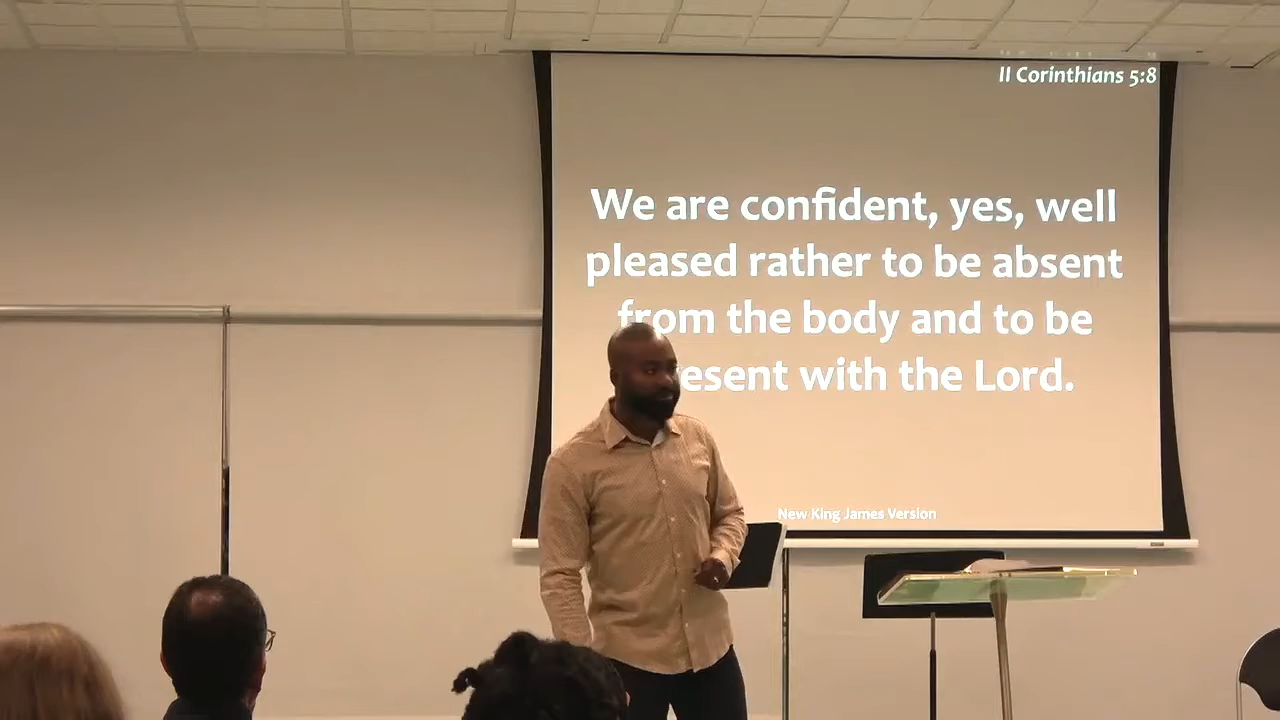 II Corinthians 5:8
We are confident, yes, well
pleased rather to be absent
from the body and to be
esent with the Lord.
New King James Version